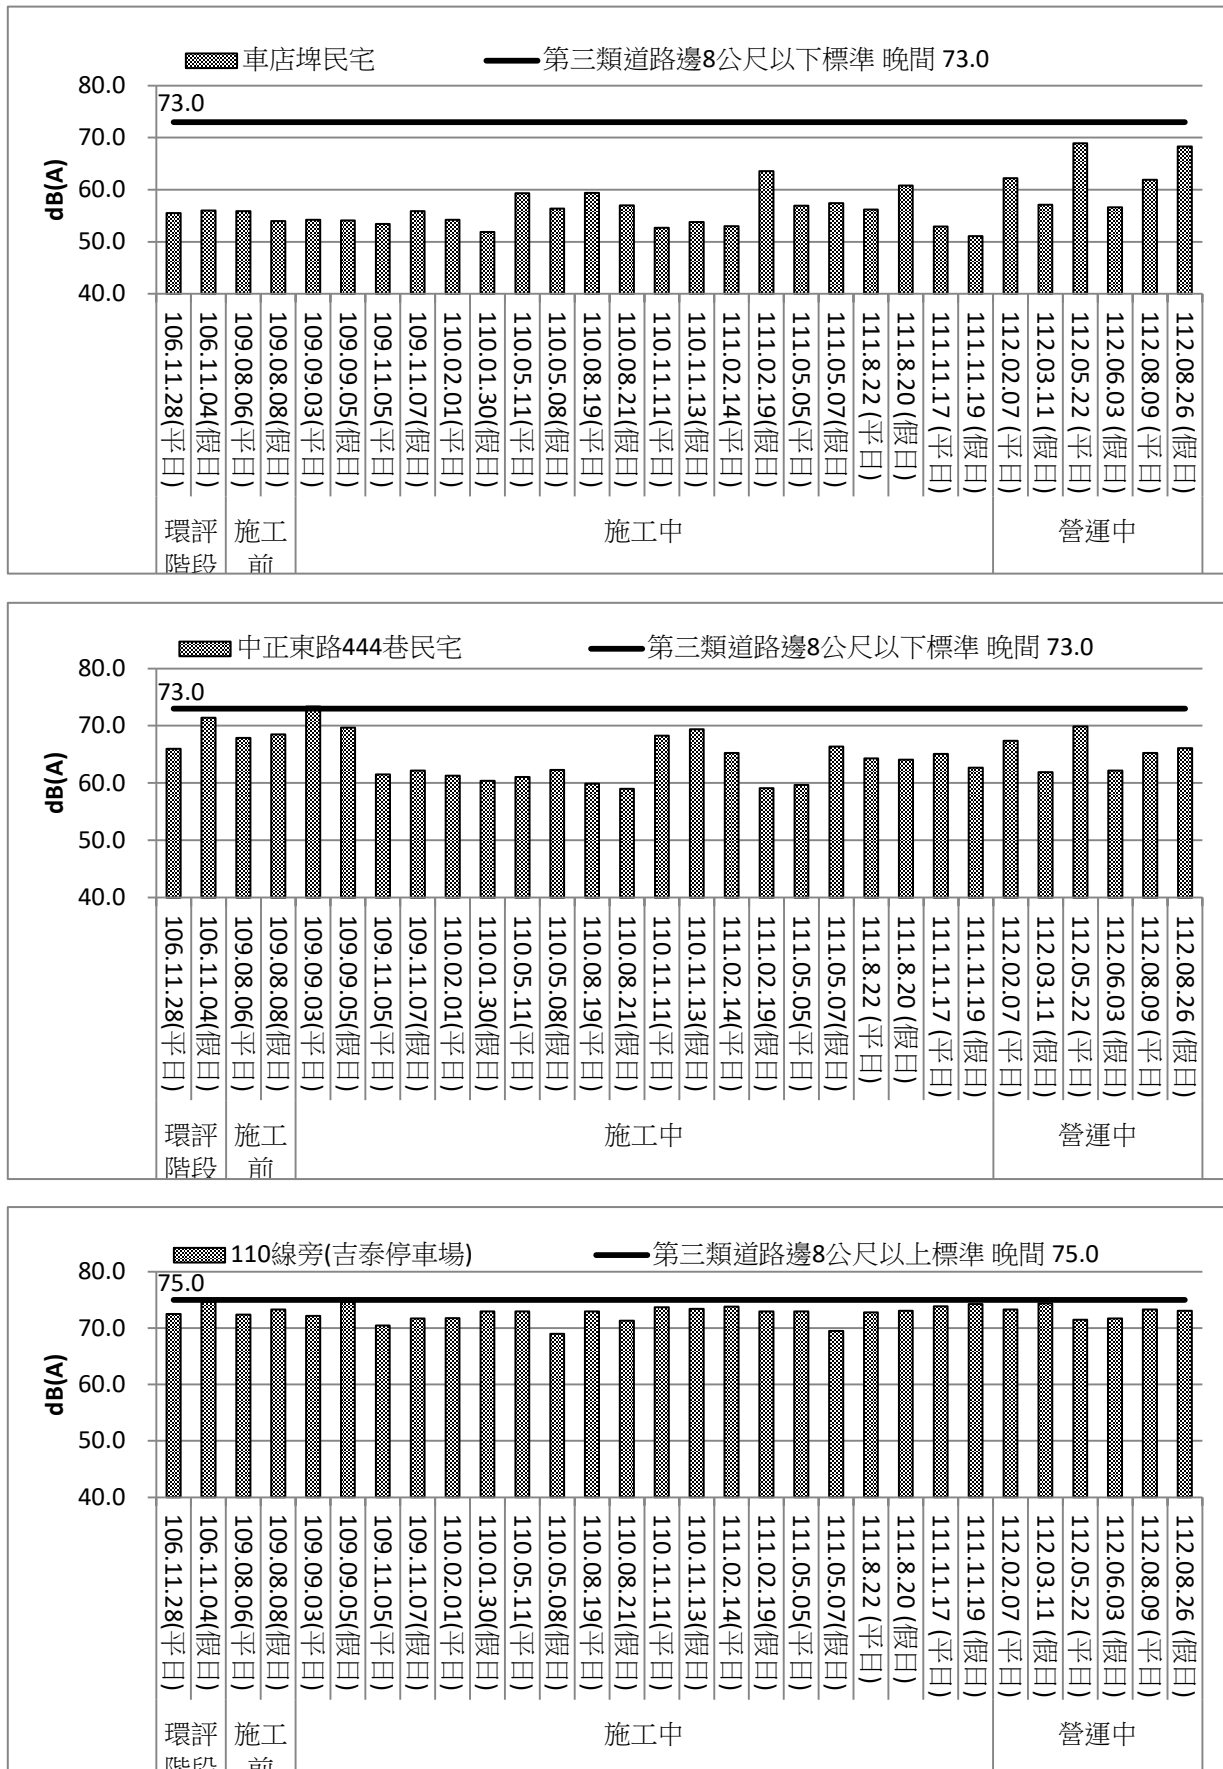 車店埤民宅 第三類道路邊8公尺以下標準 晚間 73.0
80.0
73.0
70.0
60.0
50.0
40.0
dB(A)
106.11.28(平日)
106.11.04(假日)
109.08.06(平日)
109.08.08(假日)
109.09.03(平日)
109.09.05(假日)
109.11.05(平日)
109.11.07(假日)
110.02.01(平日)
110.01.30(假日)
110.05.11(平日)
110.05.08(假日)
110.08.19(平日)
110.08.21(假日)
110.11.11(平日)
110.11.13(假日)
111.02.14(平日)
111.02.19(假日)
111.05.05(平日)
111.05.07(假日)
111.8.22 (平日)
111.8.20 (假日)
111.11.17 (平日)
111.11.19 (假日)
112.02.07 (平日)
112.03.11 (假日)
112.05.22 (平日)
112.06.03 (假日)
112.08.09 (平日)
112.08.26 (假日)
環評 施工 施工中 營運中
階段 前
中正東路444巷民宅 第三類道路邊8公尺以下標準 晚間 73.0
80.0
73.0
70.0
60.0
50.0
40.0
dB(A)
106.11.28(平日)
106.11.04(假日)
109.08.06(平日)
109.08.08(假日)
109.09.03(平日)
109.09.05(假日)
109.11.05(平日)
109.11.07(假日)
110.02.01(平日)
110.01.30(假日)
110.05.11(平日)
110.05.08(假日)
110.08.19(平日)
110.08.21(假日)
110.11.11(平日)
110.11.13(假日)
111.02.14(平日)
111.02.19(假日)
111.05.05(平日)
111.05.07(假日)
111.8.22 (平日)
111.8.20 (假日)
111.11.17 (平日)
111.11.19 (假日)
112.02.07 (平日)
112.03.11 (假日)
112.05.22 (平日)
112.06.03 (假日)
112.08.09 (平日)
112.08.26 (假日)
環評 施工 施工中 營運中
階段 前
110線旁(吉泰停車場) 第三類道路邊8公尺以上標準 晚間 75.0
80.0
75.0
70.0
60.0
50.0
40.0
dB(A)
106.11.28(平日)
106.11.04(假日)
109.08.06(平日)
109.08.08(假日)
109.09.03(平日)
109.09.05(假日)
109.11.05(平日)
109.11.07(假日)
110.02.01(平日)
110.01.30(假日)
110.05.11(平日)
110.05.08(假日)
110.08.19(平日)
110.08.21(假日)
110.11.11(平日)
110.11.13(假日)
111.02.14(平日)
111.02.19(假日)
111.05.05(平日)
111.05.07(假日)
111.8.22 (平日)
111.8.20 (假日)
111.11.17 (平日)
111.11.19 (假日)
112.02.07 (平日)
112.03.11 (假日)
112.05.22 (平日)
112.06.03 (假日)
112.08.09 (平日)
112.08.26 (假日)
環評 施工 施工中 營運中
階段 前